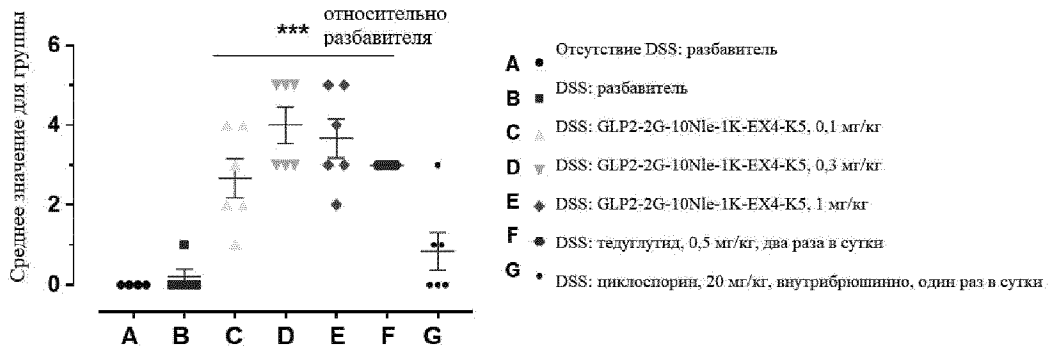 *** относительно
разбавителя
Среднее значение для группы
6
4
2
0
A B C D E F G
A Отсутствие DSS: разбавитель
B DSS: разбавитель
C DSS: GLP2-2G-10Nle-1K-EX4-K5, 0,1 мг/кг
D DSS: GLP2-2G-10Nle-1K-EX4-K5, 0,3 мг/кг
E DSS: GLP2-2G-10Nle-1K-EX4-K5, 1 мг/кг
F DSS: тедуглутид, 0,5 мг/кг, два раза в сутки
G DSS: циклоспорин, 20 мг/кг, внутрибрюшинно, один раз в сутки